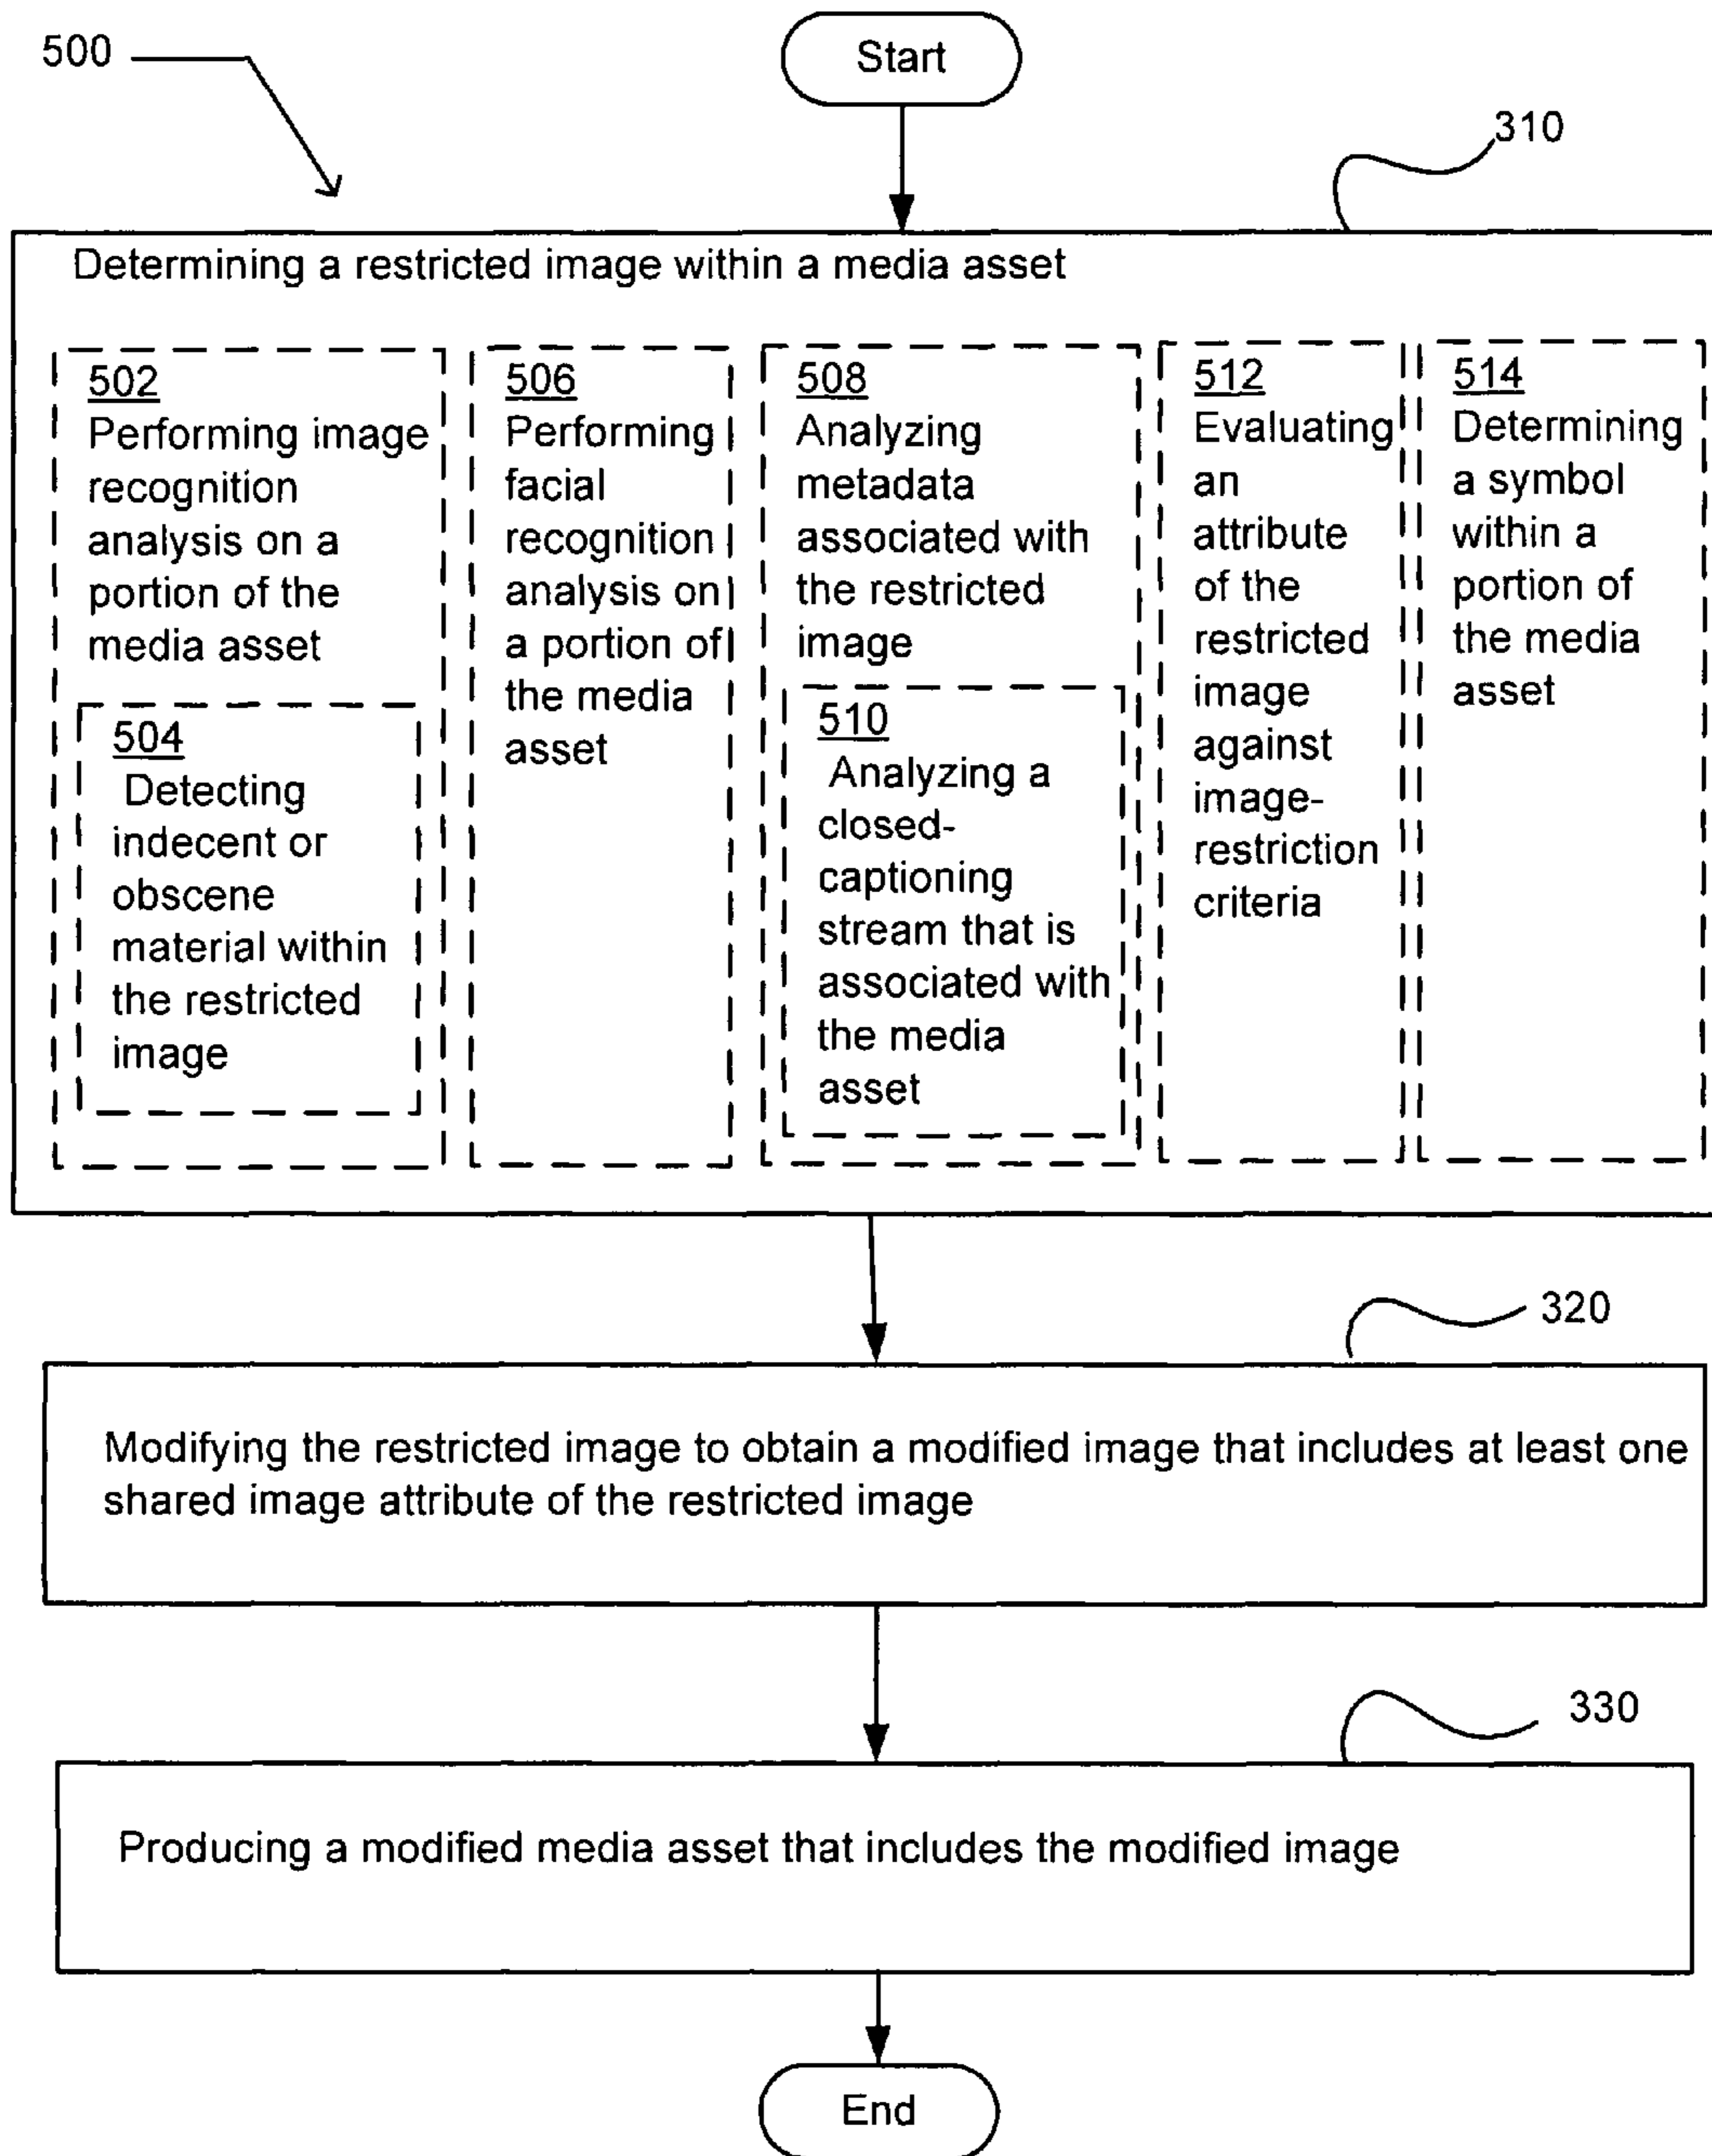 500
Start
310
Determining a restricted image within a media asset
502
Performing image
recognition
analysis on a
portion of the
media asset
504
Detecting
indecent or
obscene
material within
the restricted
image
506
Performing
facial
recognition
analysis on
a portion of
the media
asset
508
Analyzing
metadata
associated with
the restricted
image
510
Analyzing a
closed-
captioning
stream that is
associated with
the media
asset
512
Evaluating
an
attribute
of the
restricted
image
against
image-
restriction
criteria
514
Determining
a symbol
within a
portion of
the media
asset
320
Modifying the restricted image to obtain a modified image that includes at least one
shared image attribute of the restricted image
330
Producing a modified media asset that includes the modified image
End